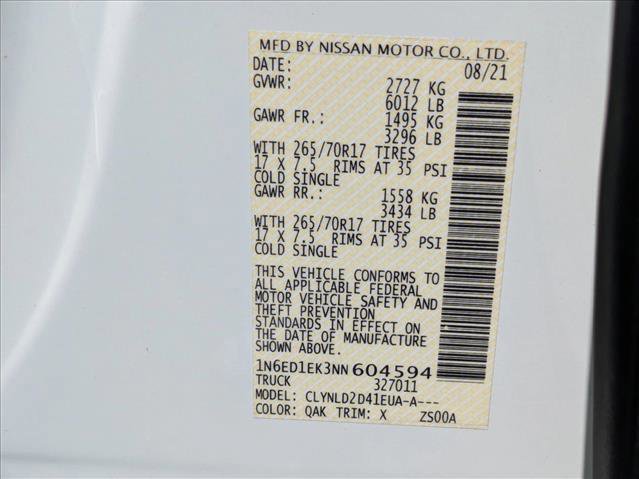 MFD BY NISSAN MOTOR CO., LTD.
DATE: 08/21
GVWR: 2727 KG
6012 LB
GAWR FR.: 1495 KG
3296 LB
WITH 265/70R17 TIRES
17 X 7.5 RIMS AT 35 PSI
COLD SINGLE
GAWR RR.: 1558 KG
3434 LB
WITH 265/70R17 TIRES
17 X 7.5 RIMS AT 35 PSI
COLD SINGLE
THIS VEHICLE CONFORMS TO
ALL APPLICABLE FEDERAL
MOTOR VEHICLE SAFETY AND
THEFT PREVENTION
STANDARDS IN EFFECT ON
THE DATE OF MANUFACTURE
SHOWN ABOVE.
1N6ED1EK3NN604594
TRUCK 327011
MODEL: CLYNLD2D41EUA-A---
COLOR: QAK TRIM: X ZS00A